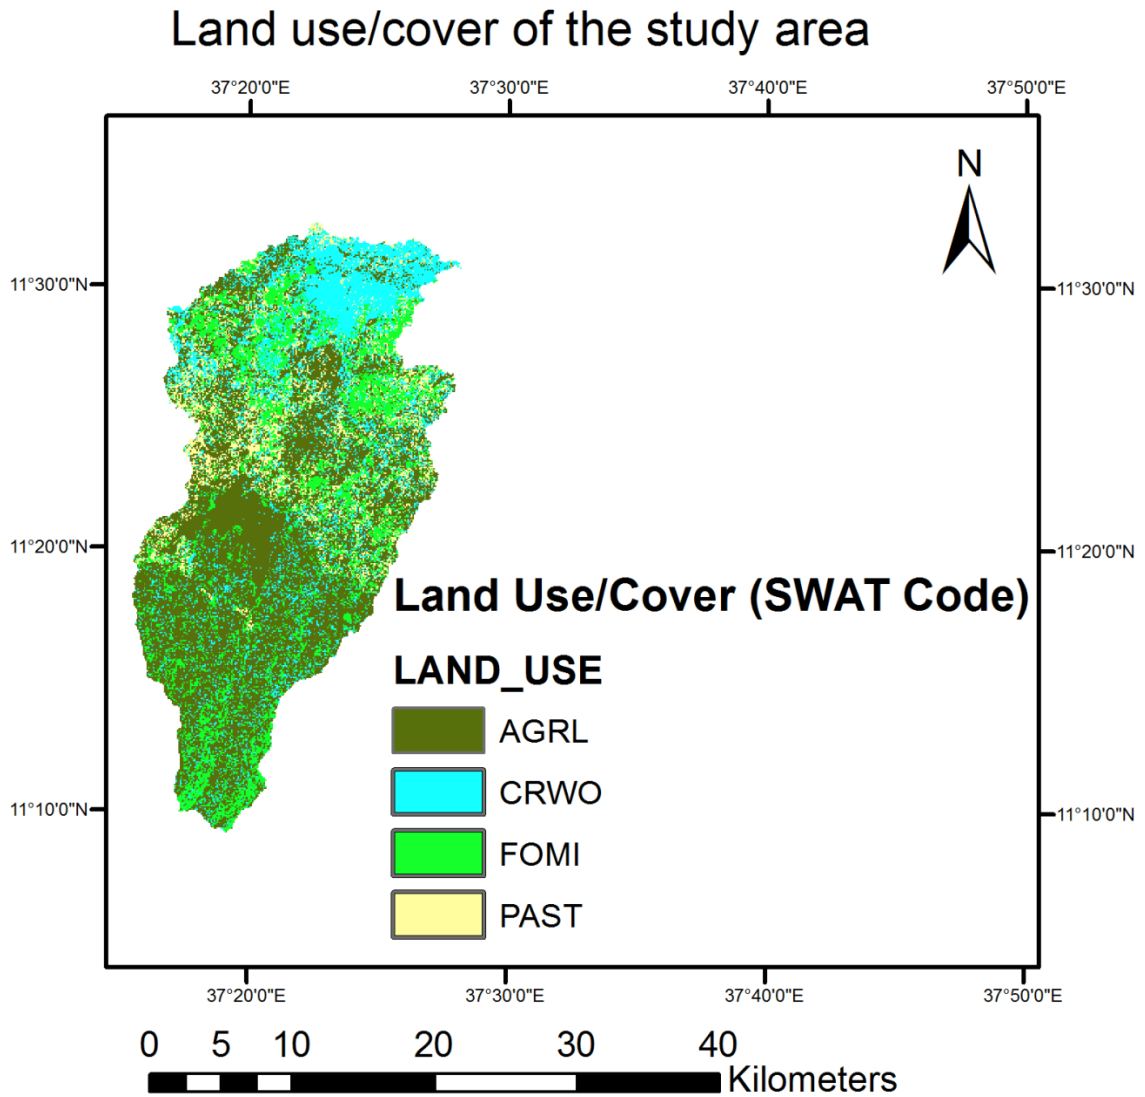 Land use/cover of the study area
37°20'0"E 37°30'0"E 37°40'0"E 37°50'0"E
N
11°30'0"N 11°30'0"N
11°20'0"N 11°20'0"N
Land Use/Cover (SWAT Code)
LAND_USE
AGRL
CRWO
11°10'0"N 11°10'0"N
FOMI
PAST
37°20'0"E 37°30'0"E 37°40'0"E 37°50'0"E
0 5 10 20 30 40
Kilometers